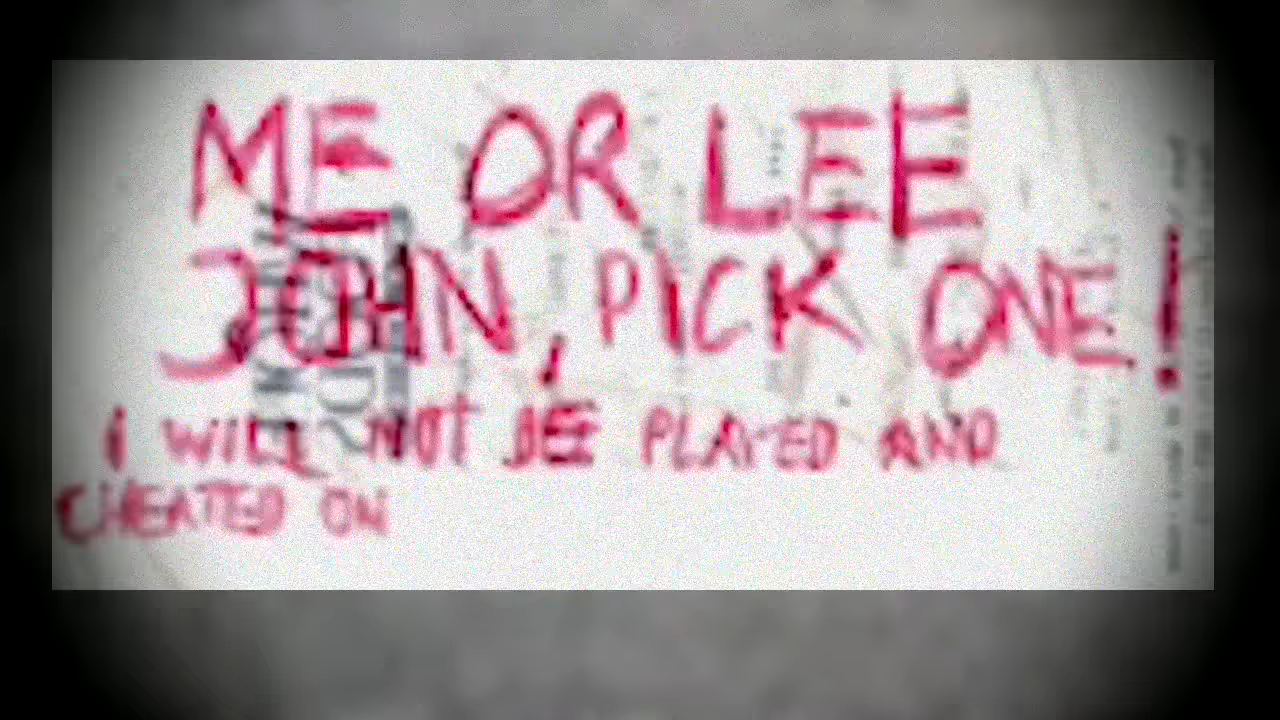 ME OR LEE
JOHN, PICK ONE!
I WILL NOT BE PLAYED AND
CHEATED ON